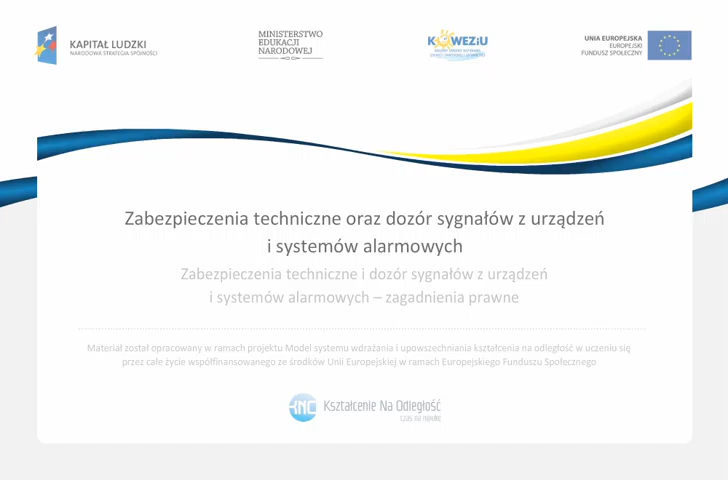 KAPITAŁ LUDZKI
NARODOWA STRATEGIA SPÓJNOŚCI
MINISTERSTWO
EDUKACJI
NARODOWEJ
KOWEZiU
UNIA EUROPEJSKA
EUROPEJSKI
FUNDUSZ SPOŁECZNY
Zabezpieczenia techniczne oraz dozór sygnałów z urządzeń
i systemów alarmowych
Zabezpieczenia techniczne i dozór sygnałów z urządzeń
i systemów alarmowych – zagadnienia prawne
Materiał został opracowany w ramach projektu Model systemu wdrażania i upowszechniania kształcenia na odległość w uczeniu się
przez całe życie współfinansowanego ze środków Unii Europejskiej w ramach Europejskiego Funduszu Społecznego
KNO Kształcenie Na Odległość
czas na naukę